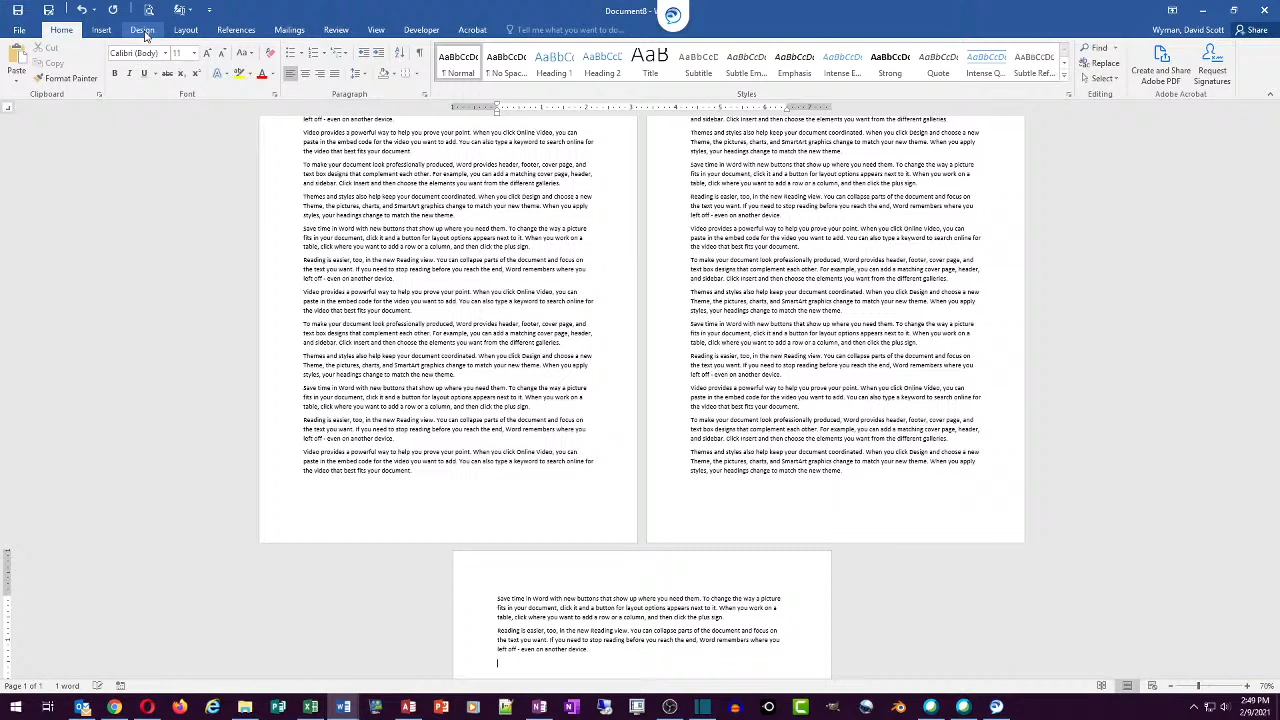 Document8 -
Wyman, David Scott
File Home Insert Design Layout References Mailings Review View Developer Acrobat Tell me what you want to do... Share
Paste Cut Copy Format Painter Clipboard
Calibri (Body) 11 Font
Paragraph
AaBbCcDc ¶ Normal AaBbCcDc ¶ No Spac... AaBbCc Heading 1 AaBbCcC Heading 2 AaB Title AaBbCcD Subtitle AaBbCcDc Subtle Em... AaBbCcDc Emphasis AaBbCcDc Intense E... AaBbCcDc Strong AaBbCcDc Quote AaBbCcDc Intense Q... AaBbCcDc Subtle Ref...
Styles
Find Replace Select Editing
Create and Share Adobe PDF Request Signatures Adobe Acrobat
left off - even on another device.
Video provides a powerful way to help you prove your point. When you click Online Video, you can
paste in the embed code for the video you want to add. You can also type a keyword to search online for
the video that best fits your document.
To make your document look professionally produced, Word provides header, footer, cover page, and
text box designs that complement each other. For example, you can add a matching cover page, header,
and sidebar. Click Insert and then choose the elements you want from the different galleries.
Themes and styles also help keep your document coordinated. When you click Design and choose a new
Theme, the pictures, charts, and SmartArt graphics change to match your new theme. When you apply
styles, your headings change to match the new theme.
Save time in Word with new buttons that show up where you need them. To change the way a picture
fits in your document, click it and a button for layout options appears next to it. When you work on a
table, click where you want to add a row or a column, and then click the plus sign.
Reading is easier, too, in the new Reading view. You can collapse parts of the document and focus on
the text you want. If you need to stop reading before you reach the end, Word remembers where you
left off - even on another device.
Video provides a powerful way to help you prove your point. When you click Online Video, you can
paste in the embed code for the video you want to add. You can also type a keyword to search online for
the video that best fits your document.
To make your document look professionally produced, Word provides header, footer, cover page, and
text box designs that complement each other. For example, you can add a matching cover page, header,
and sidebar. Click Insert and then choose the elements you want from the different galleries.
Themes and styles also help keep your document coordinated. When you click Design and choose a new
Theme, the pictures, charts, and SmartArt graphics change to match your new theme. When you apply
styles, your headings change to match the new theme.
Save time in Word with new buttons that show up where you need them. To change the way a picture
fits in your document, click it and a button for layout options appears next to it. When you work on a
table, click where you want to add a row or a column, and then click the plus sign.
Reading is easier, too, in the new Reading view. You can collapse parts of the document and focus on
the text you want. If you need to stop reading before you reach the end, Word remembers where you
left off - even on another device.
Video provides a powerful way to help you prove your point. When you click Online Video, you can
paste in the embed code for the video you want to add. You can also type a keyword to search online for
the video that best fits your document.
and sidebar. Click Insert and then choose the elements you want from the different galleries.
Themes and styles also help keep your document coordinated. When you click Design and choose a new
Theme, the pictures, charts, and SmartArt graphics change to match your new theme. When you apply
styles, your headings change to match the new theme.
Save time in Word with new buttons that show up where you need them. To change the way a picture
fits in your document, click it and a button for layout options appears next to it. When you work on a
table, click where you want to add a row or a column, and then click the plus sign.
Reading is easier, too, in the new Reading view. You can collapse parts of the document and focus on
the text you want. If you need to stop reading before you reach the end, Word remembers where you
left off - even on another device.
Video provides a powerful way to help you prove your point. When you click Online Video, you can
paste in the embed code for the video you want to add. You can also type a keyword to search online for
the video that best fits your document.
To make your document look professionally produced, Word provides header, footer, cover page, and
text box designs that complement each other. For example, you can add a matching cover page, header,
and sidebar. Click Insert and then choose the elements you want from the different galleries.
Themes and styles also help keep your document coordinated. When you click Design and choose a new
Theme, the pictures, charts, and SmartArt graphics change to match your new theme. When you apply
styles, your headings change to match the new theme.
Save time in Word with new buttons that show up where you need them. To change the way a picture
fits in your document, click it and a button for layout options appears next to it. When you work on a
table, click where you want to add a row or a column, and then click the plus sign.
Reading is easier, too, in the new Reading view. You can collapse parts of the document and focus on
the text you want. If you need to stop reading before you reach the end, Word remembers where you
left off - even on another device.
Video provides a powerful way to help you prove your point. When you click Online Video, you can
paste in the embed code for the video you want to add. You can also type a keyword to search online for
the video that best fits your document.
To make your document look professionally produced, Word provides header, footer, cover page, and
text box designs that complement each other. For example, you can add a matching cover page, header,
and sidebar. Click Insert and then choose the elements you want from the different galleries.
Themes and styles also help keep your document coordinated. When you click Design and choose a new
Theme, the pictures, charts, and SmartArt graphics change to match your new theme. When you apply
styles, your headings change to match the new theme.
Save time in Word with new buttons that show up where you need them. To change the way a picture
fits in your document, click it and a button for layout options appears next to it. When you work on a
table, click where you want to add a row or a column, and then click the plus sign.
Reading is easier, too, in the new Reading view. You can collapse parts of the document and focus on
the text you want. If you need to stop reading before you reach the end, Word remembers where you
left off - even on another device.
Page 1 of 1 1 word 70%
2:49 PM
2/9/2021